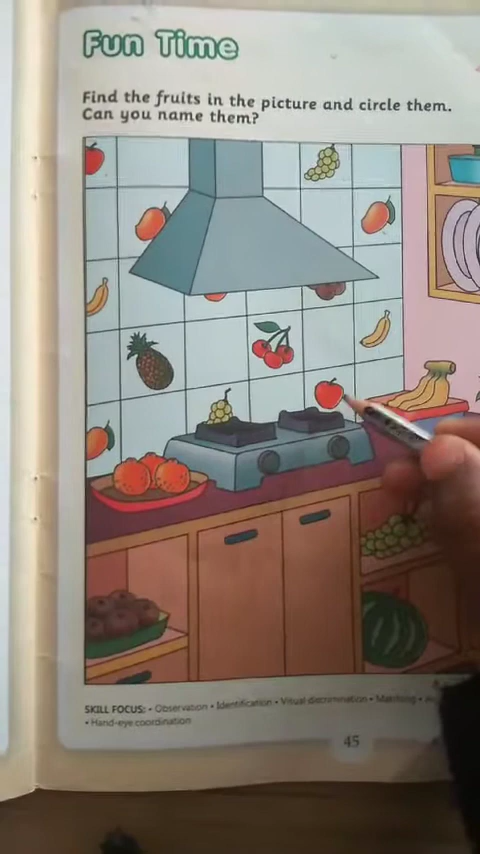 Fun Time
Find the fruits in the picture and circle them.
Can you name them?
SKILL FOCUS: • Observation • Identification • Visual discrimination • Matching •
• Hand-eye coordination
45